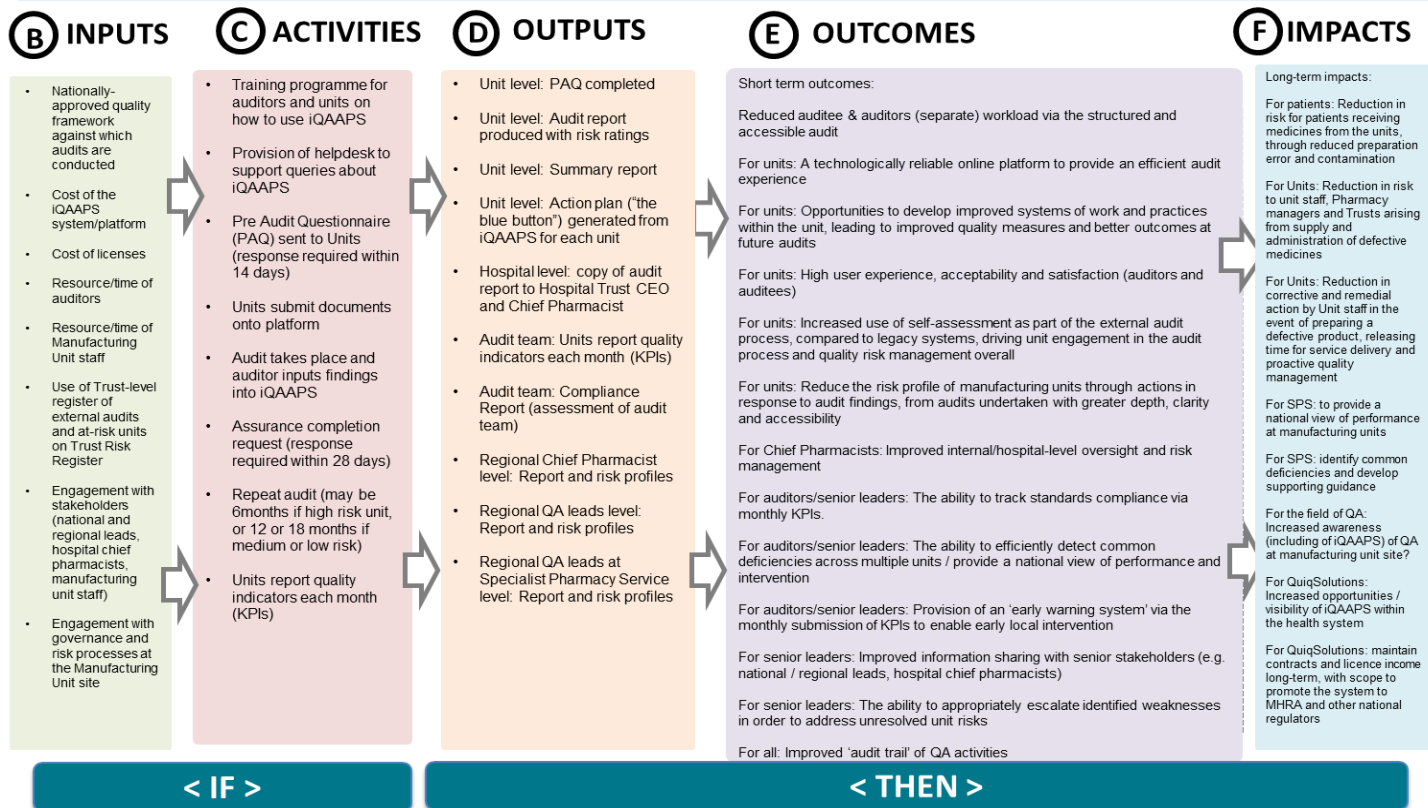 B INPUTS
C ACTIVITIES
D OUTPUTS
E OUTCOMES
F IMPACTS
• Nationally-
approved quality
framework
against which
audits are
conducted
• Cost of the
iQAAPS
system/platform
• Cost of licenses
• Resource/time of
auditors
• Resource/time of
Manufacturing
Unit staff
• Use of Trust-level
register of
external audits
and at-risk units
on Trust Risk
Register
• Engagement with
stakeholders
(national and
regional leads,
hospital chief
pharmacists,
manufacturing
unit staff)
• Engagement with
governance and
risk processes at
the Manufacturing
Unit site
• Training programme for
auditors and units on
how to use iQAAPS
• Provision of helpdesk to
support queries about
iQAAPS
• Pre Audit Questionnaire
(PAQ) sent to Units
(response required within
14 days)
• Units submit documents
onto platform
• Audit takes place and
auditor inputs findings
into iQAAPS
• Assurance completion
request (response
required within 28 days)
• Repeat audit (may be
6months if high risk unit,
or 12 or 18 months if
medium or low risk)
• Units report quality
indicators each month
(KPIs)
• Unit level: PAQ completed
• Unit level: Audit report
produced with risk ratings
• Unit level: Summary report
• Unit level: Action plan (“the
blue button”) generated from
iQAAPS for each unit
• Hospital level: copy of audit
report to Hospital Trust CEO
and Chief Pharmacist
• Audit team: Units report quality
indicators each month (KPIs)
• Audit team: Compliance
Report (assessment of audit
team)
• Regional Chief Pharmacist
level: Report and risk profiles
• Regional QA leads level:
Report and risk profiles
• Regional QA leads at
Specialist Pharmacy Service
level: Report and risk profiles
Short term outcomes:
Reduced auditee & auditors (separate) workload via the structured and
accessible audit
For units: A technologically reliable online platform to provide an efficient audit
experience
For units: Opportunities to develop improved systems of work and practices
within the unit, leading to improved quality measures and better outcomes at
future audits
For units: High user experience, acceptability and satisfaction (auditors and
auditees)
For units: Increased use of self-assessment as part of the external audit
process, compared to legacy systems, driving unit engagement in the audit
process and quality risk management overall
For units: Reduce the risk profile of manufacturing units through actions in
response to audit findings, from audits undertaken with greater depth, clarity
and accessibility
For Chief Pharmacists: Improved internal/hospital-level oversight and risk
management
For auditors/senior leaders: The ability to track standards compliance via
monthly KPIs.
For auditors/senior leaders: The ability to efficiently detect common
deficiencies across multiple units / provide a national view of performance and
intervention
For auditors/senior leaders: Provision of an ‘early warning system’ via the
monthly submission of KPIs to enable early local intervention
For senior leaders: Improved information sharing with senior stakeholders (e.g.
national / regional leads, hospital chief pharmacists)
For senior leaders: The ability to appropriately escalate identified weaknesses
in order to address unresolved unit risks
For all: Improved ‘audit trail’ of QA activities
Long-term impacts:
For patients: Reduction in
risk for patients receiving
medicines from the units,
through reduced preparation
error and contamination
For Units: Reduction in risk
to unit staff, Pharmacy
managers and Trusts arising
from supply and
administration of defective
medicines
For Units: Reduction in
corrective and remedial
action by Unit staff in the
event of preparing a
defective product, releasing
time for service delivery and
proactive quality
management
For SPS: to provide a
national view of performance
at manufacturing units
For SPS: identify common
deficiencies and develop
supporting guidance
For the field of QA:
Increased awareness
(including of iQAAPS) of QA
at manufacturing unit site?
For QuiqSolutions:
Increased opportunities /
visibility of iQAAPS within
the health system
For QuiqSolutions: maintain
contracts and licence income
long-term, with scope to
promote the system to
MHRA and other national
regulators
< IF >
< THEN >